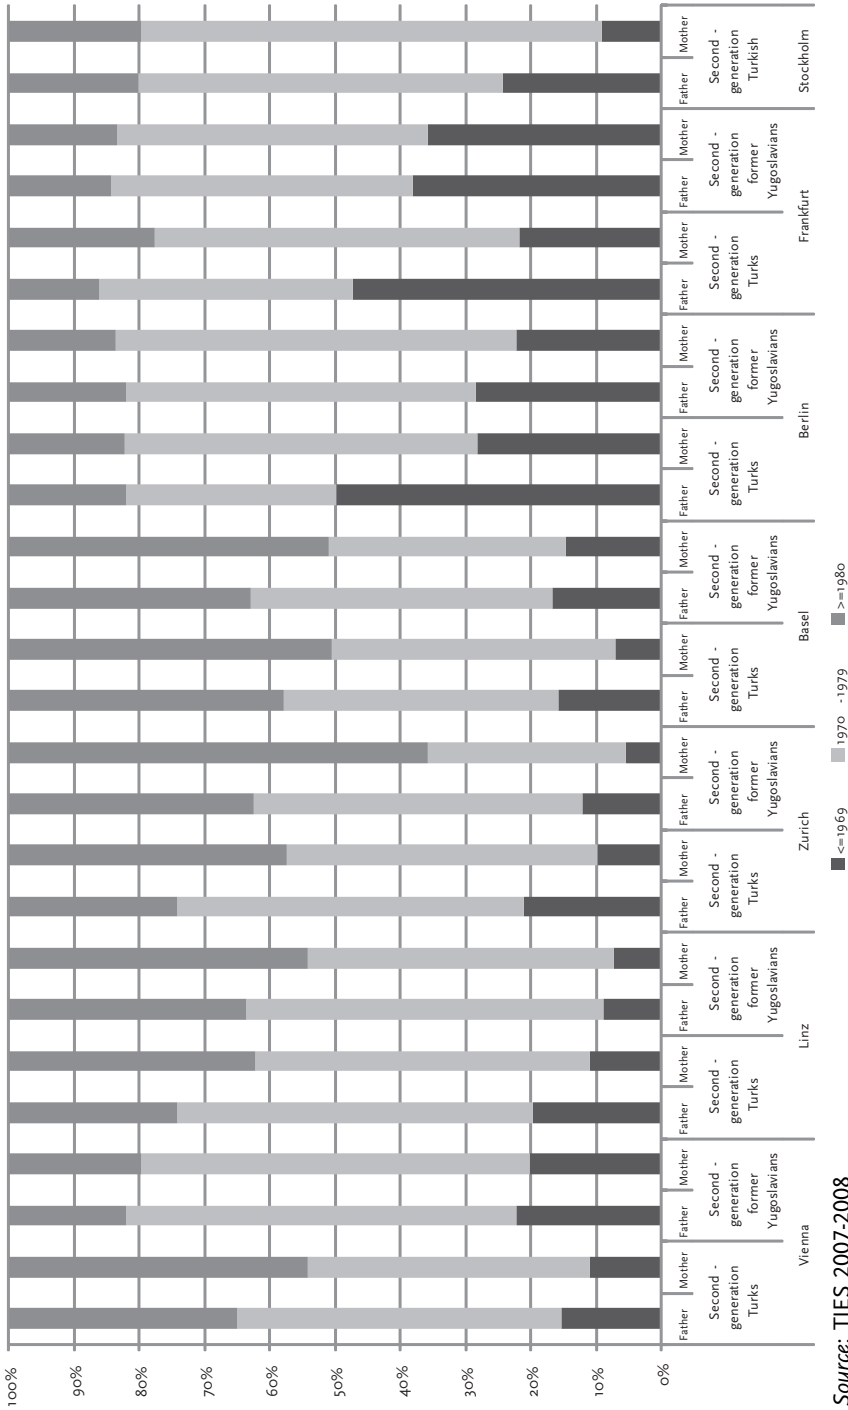 100%
90%
80%
70%
60%
50%
40%
30%
20%
10%
0%
Father Mother Father Mother Father Mother Father Mother Father Mother Father Mother Father Mother Father Mother Father Mother Father Mother Father Mother Father Mother Father Mother
Second - Second - Second - Second - Second - Second - Second - Second - Second - Second - Second - Second - Second -
generation generation generation generation generation generation generation generation generation generation generation generation generation
Turks former Turks former Turks former Turks former Turks former Turks former Turkish
Yugoslavians Yugoslavians Yugoslavians Yugoslavians Yugoslavians Yugoslavians
Vienna Linz Zurich Basel Berlin Frankfurt Stockholm
<=1969 1970 -1979 >=1980
Source: TIES 2007-2008